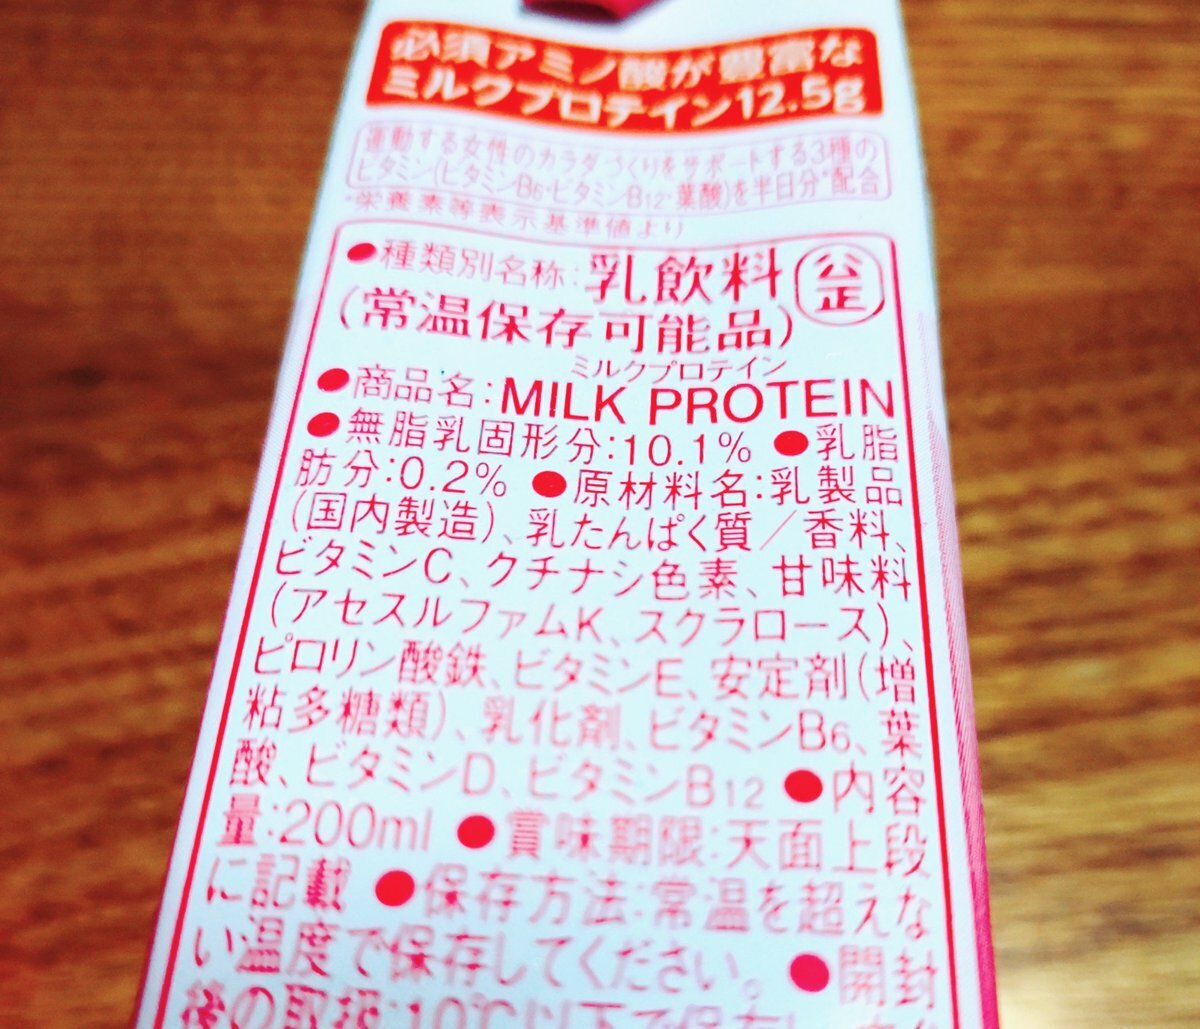 必須アミノ酸が豊富な
ミルクプロテイン12.5g
運動する女性のカラダづくりをサポートする3種の
ビタミン(ビタミンB6・ビタミンB12・葉酸)を半日分*配合
*栄養素等表示基準値より
●種類別名称:乳飲料 公正
(常温保存可能品)
ミルクプロテイン
●商品名:MILK PROTEIN
●無脂乳固形分:10.1% ●乳脂
肪分:0.2% ●原材料名:乳製品
(国内製造)、乳たんぱく質/香料、
ビタミンC、クチナシ色素、甘味料
(アセスルファムK、スクラロース)、
ピロリン酸鉄、ビタミンE、安定剤(増
粘多糖類)、乳化剤、ビタミンB6、葉
酸、ビタミンD、ビタミンB12 ●内容
量:200ml ●賞味期限:天面上段
に記載 ●保存方法:常温を超えな
い温度で保存してください。●開封
後の取扱:10℃以下で保存し